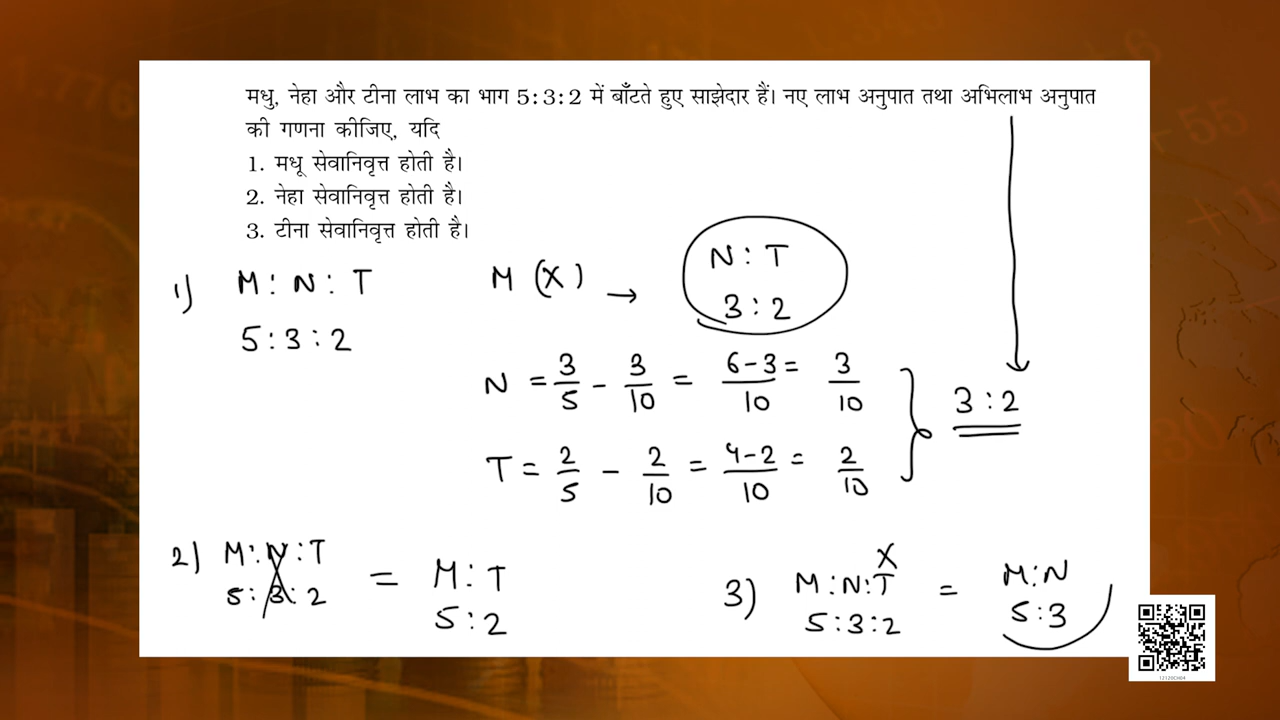 मधु, नेहा और टीना लाभ का भाग 5:3:2 में बाँटते हुए साझेदार हैं। नए लाभ अनुपात तथा अभिलाभ अनुपात
की गणना कीजिए, यदि
1. मधू सेवानिवृत्त होती है।
2. नेहा सेवानिवृत्त होती है।
3. टीना सेवानिवृत्त होती है।
1) M : N : T
5 : 3 : 2
M (X) →
N : T
3 : 2
N = 3/5 - 3/10 = 6-3/10 = 3/10
T = 2/5 - 2/10 = 4-2/10 = 2/10
3 : 2
2) M : N : T
5 : 3 : 2
= M : T
5 : 2
X
3) M : N : T
5 : 3 : 2
= M : N
5 : 3
12120CH04